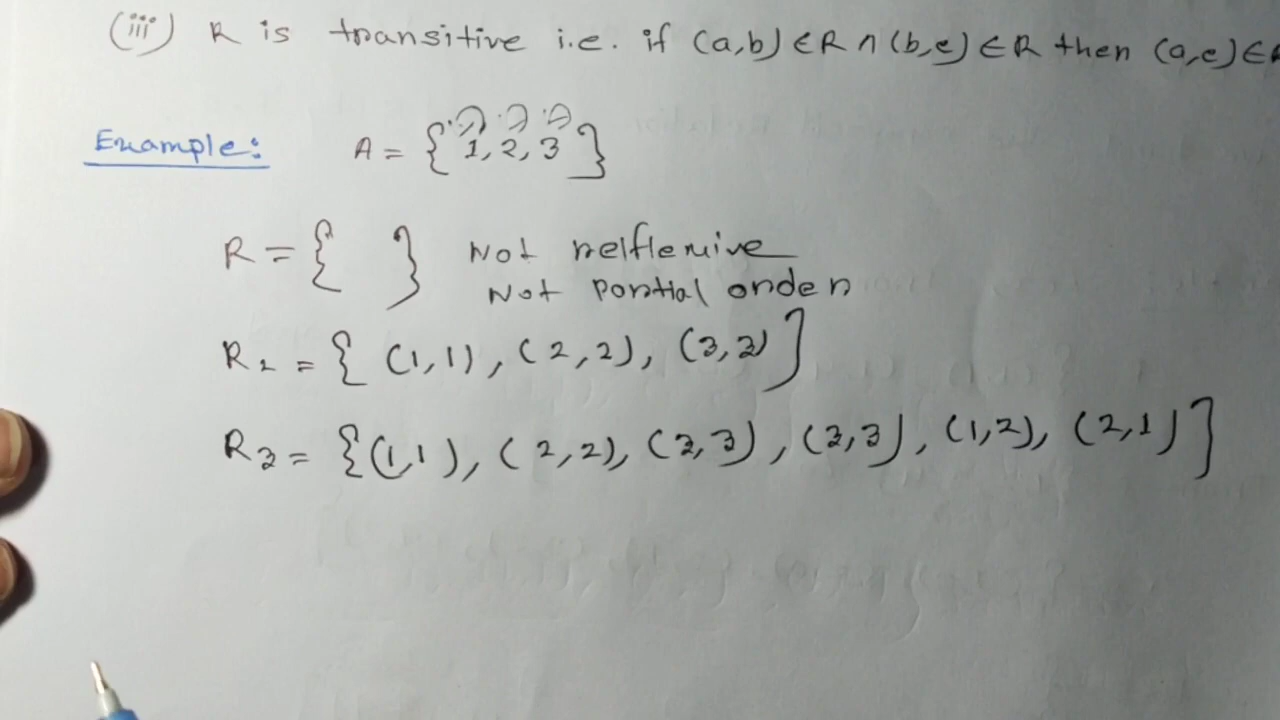 (iii) R is transitive i.e. if (a,b) ∈ R ∩ (b,c) ∈ R then (a,c) ∈ R
Example: A = { 1, 2, 3 }
R = { } Not relflexive
Not partial order
R₂ = { (1,1), (2,2), (3,3) }
R₃ = { (1,1), (2,2), (3,3), (3,3), (1,2), (2,1) }